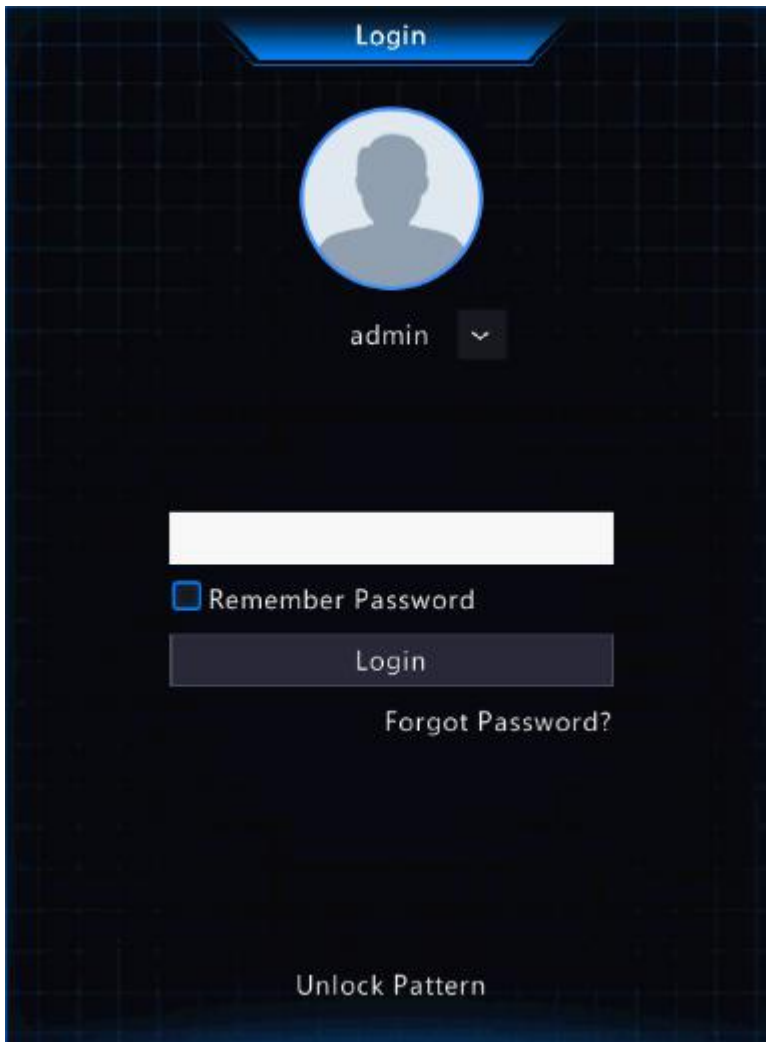 Login
admin
Remember Password
Login
Forgot Password?
Unlock Pattern